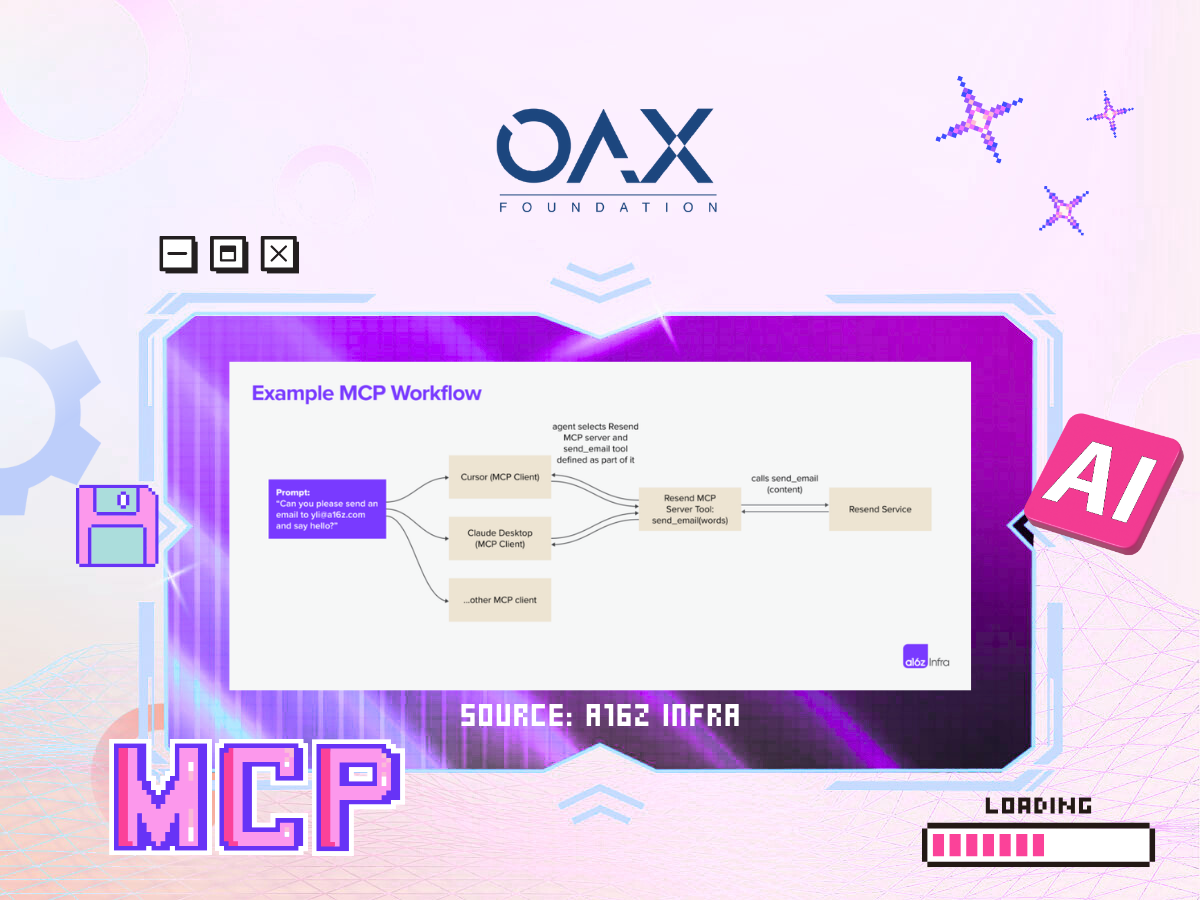 OAX
FOUNDATION
Example MCP Workflow
agent selects Resend
MCP server and
send_email tool
defined as part of it
Prompt:
"Can you please send an
email to yli@a16z.com
and say hello?"
Cursor (MCP Client)
Claude Desktop
(MCP Client)
...other MCP client
Resend MCP
Server Tool:
send_email(words)
calls send_email
(content)
Resend Service
a16z Infra
SOURCE: A16Z INFRA
AI
MCP
LOADING